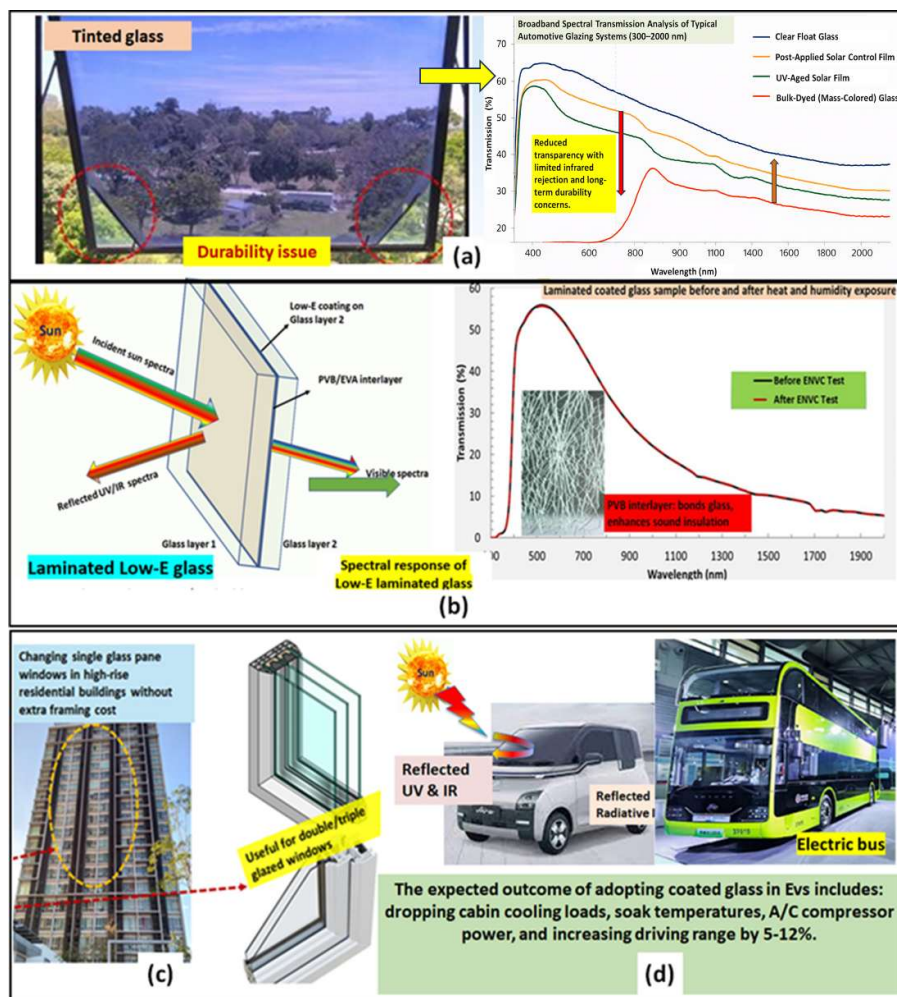 Tinted glass
Durability issue
(a)
Broadband Spectral Transmission Analysis of Typical
Automotive Glazing Systems (300–2000 nm)
Clear Float Glass
Post-Applied Solar Control Film
UV-Aged Solar Film
Bulk-Dyed (Mass-Colored) Glass
Reduced
transparency with
limited infrared
rejection and long-
term durability
concerns.
Transmission (%)
70
60
50
40
30
20
400
600
600
800
900
1000
1200
1400
1600
1800
2000
Wavelength (nm)
Sun
Incident sun
spectra
Low-E coating on
Glass layer 2
PVB/EVA interlayer
Reflected UV/IR spectra
Visible spectra
Glass layer 1
Glass layer 2
Laminated Low-E glass
Spectral response of
Low-E laminated glass
(b)
Laminated coated glass sample before and after heat and humidity exposure
Before ENVC Test
After ENVC Test
PVB interlayer: bonds glass,
enhances sound insulation
Transmission (%)
60
50
40
30
20
10
0
500
700
900
1100
1300
1500
1700
1900
Wavelength (nm)
Changing single glass pane
windows in high-rise
residential buildings without
extra framing cost
Useful for double/triple
glazed windows
(c)
Sun
Reflected
UV & IR
Reflected
Radiative
Electric bus
The expected outcome of adopting coated glass in Evs includes:
dropping cabin cooling loads, soak temperatures, A/C compressor
power, and increasing driving range by 5-12%.
(d)